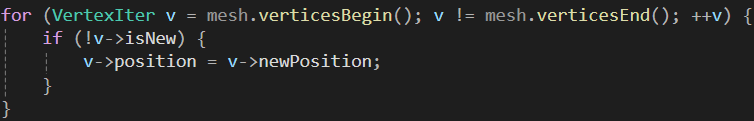 for (VertexIter v = mesh.verticesBegin(); v != mesh.verticesEnd(); ++v) {
    if (!v->isNew) {
        v->position = v->newPosition;
    }
}